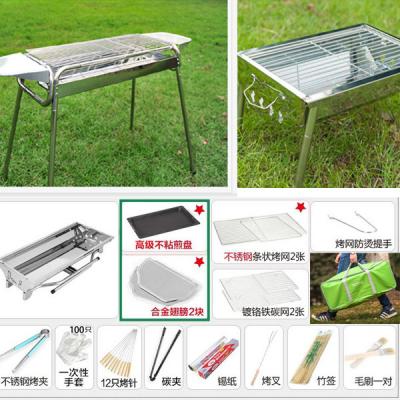 高级不粘煎盘
合金翅膀2块
不锈钢条状烤网2张
镀铬铁碳网2张
烤网防烫提手
不锈钢烤夹
100只
一次性
手套
12只烤针
碳夹
锡纸
烤叉
竹签
毛刷一对